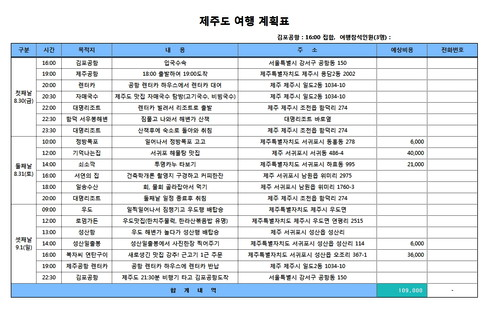 제주도 여행 계획표
김포공항 : 16:00 집합, 여행참석인원(3명) :
구분 시간 목적지 내 용 주 소 예상비용 전화번호
첫째날 8.30(금)
16:00 김포공항 입국수속 서울특별시 강서구 공항동 150
19:00 제주공항 18:00 출발하여 19:00도착 제주특별자치도 제주시 용담2동 2002
20:00 렌터카 공항 렌터카 하우스에서 렌터카 대여 제주 제주시 일도2동 1034-10
20:30 자매국수 제주도 맛집 자매국수 탐방(고기국수, 비빔국수) 제주 제주시 일도2동 1034-10
22:00 대명리조트 렌터카 빌려서 리조트로 출발 제주 제주시 조천읍 함덕리 274
22:30 함덕 서우봉해변 짐풀고 나와서 해변가 산책 대명리조트 바로옆
23:30 대명리조트 산책후에 숙소로 돌아와 취침 제주 제주시 조천읍 함덕리 274
둘째날 8.31(토)
10:00 정방폭포 일어나서 정방폭포 고고 제주특별자치도 서귀포시 동홍동 278 6,000
12:00 기억나는집 서귀포 해물탕 맛집 제주 서귀포시 서귀동 486-4 40,000
14:00 쇠소깍 투명카누 타보기 제주특별자치도 서귀포시 하효동 995 21,000
16:00 서연의 집 건축학개론 촬영지 구경하고 커피한잔 제주 서귀포시 남원읍 위미리 2975
18:00 일송수산 회, 물회 골라잡아서 먹기 제주 서귀포시 남원읍 위미리 1760-3
20:00 대명리조트 둘째날 일정 종료후 취침 제주 제주시 조천읍 함덕리 274
셋째날 9.1(일)
09:00 우도 일찍일어나서 짐챙기고 우도행 배탑승 제주특별자치도 제주시 우도면
12:00 로뎀가든 우도맛집(한치주물럭, 한라산볶음밥 유명) 제주특별자치도 제주시 우도면 연평리 2515
13:00 성산항 우도 해변가 놀다가 성산행 배탑승 제주 서귀포시 성산읍 성산리
14:00 성산일출봉 성산일출봉에서 사진한장 찍어주기 제주특별자치도 서귀포시 성산읍 성산리 114 6,000
16:00 목자씨 연탄구이 새로생긴 맛집 감주! 근고기 1근 주문 제주특별자치도 서귀포시 성산읍 오조리 367-1 36,000
19:00 제주공항 렌터카 공항 렌터카 하우스에 렌터카 반납 제주 제주시 일도2동 1034-10
22:30 김포공항 제주도 21:30분 비행기 타고 김포공항도착 서울특별시 강서구 공항동 150
합 계 내 역 109,000 -